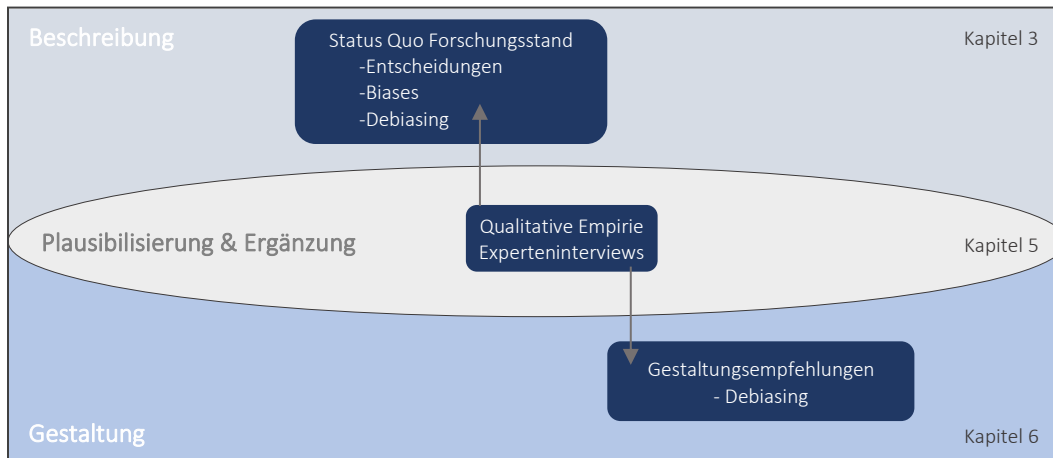 Beschreibung
Status Quo Forschungsstand
-Entscheidungen
-Biases
-Debiasing
Kapitel 3
Plausibilisierung & Ergänzung
Qualitative Empirie
Experteninterviews
Kapitel 5
Gestaltungsempfehlungen
- Debiasing
Gestaltung
Kapitel 6